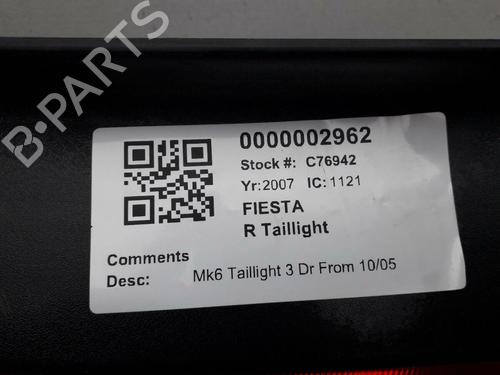 B-PARTS
0000002962
Stock #: C76942
Yr:2007 IC:1121
FIESTA
R Taillight
Comments
Desc: Mk6 Taillight 3 Dr From 10/05